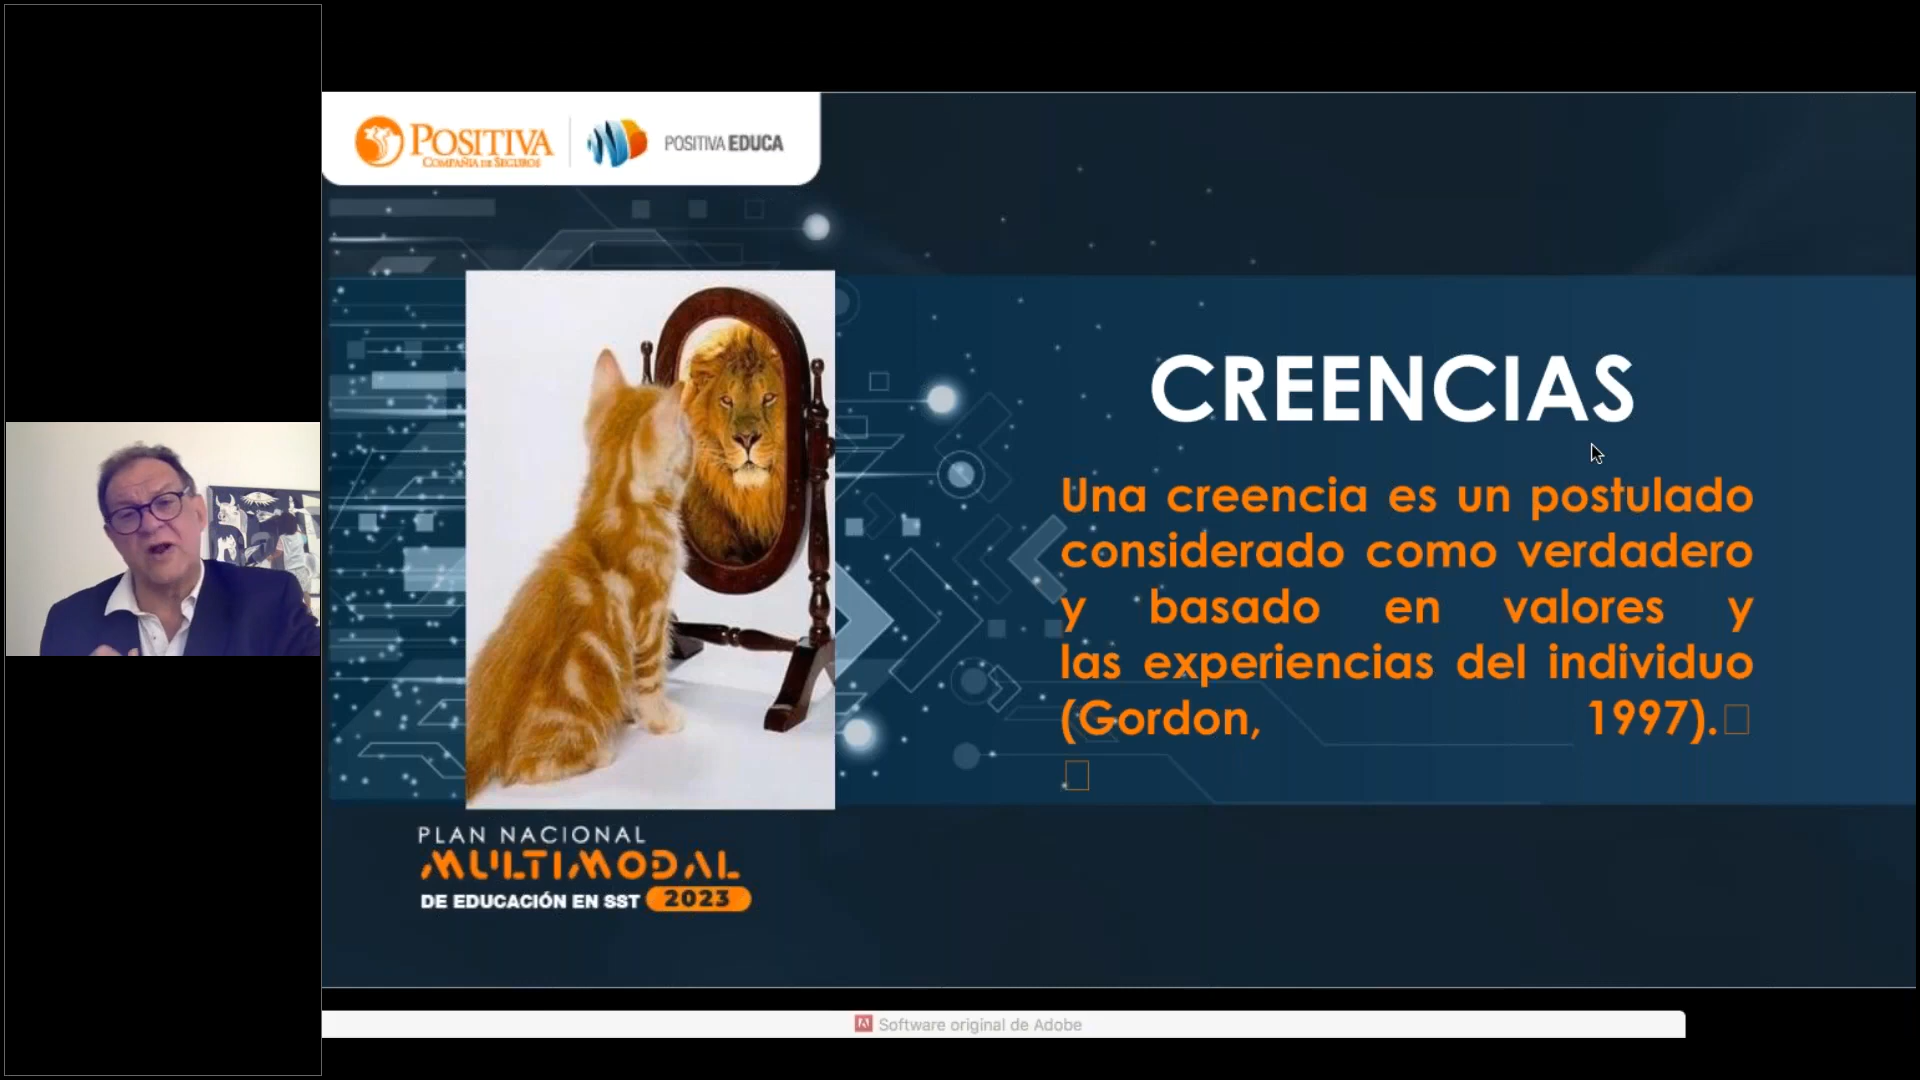 POSITIVA
COMPAÑIA DE SEGUROS
POSITIVA EDUCA
CREENCIAS
Una creencia es un postulado
considerado como verdadero
y basado en valores y
las experiencias del individuo
(Gordon, 1997).
PLAN NACIONAL
MULTIMODAL
DE EDUCACIÓN EN SST 2023
Software original de Adobe